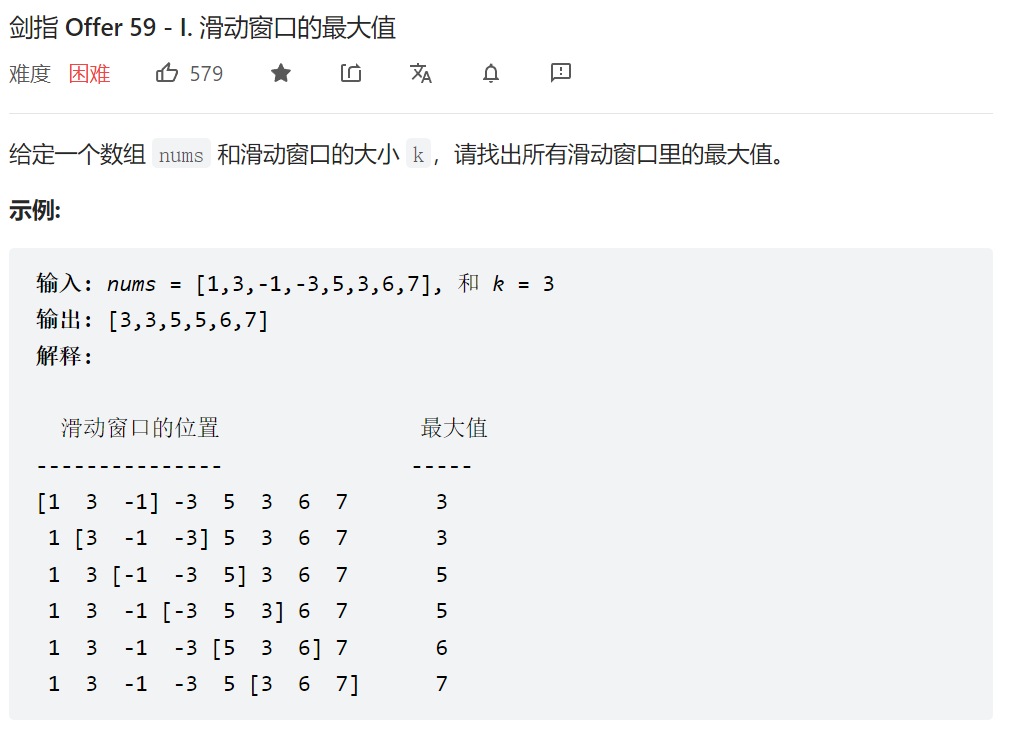 剑指 Offer 59 - I. 滑动窗口的最大值
难度 困难 579
给定一个数组 nums 和滑动窗口的大小 k，请找出所有滑动窗口里的最大值。
示例:
输入: nums = [1,3,-1,-3,5,3,6,7], 和 k = 3
输出: [3,3,5,5,6,7]
解释:
滑动窗口的位置 最大值
--------------- -----
[1 3 -1] -3 5 3 6 7 3
1 [3 -1 -3] 5 3 6 7 3
1 3 [-1 -3 5] 3 6 7 5
1 3 -1 [-3 5 3] 6 7 5
1 3 -1 -3 [5 3 6] 7 6
1 3 -1 -3 5 [3 6 7] 7